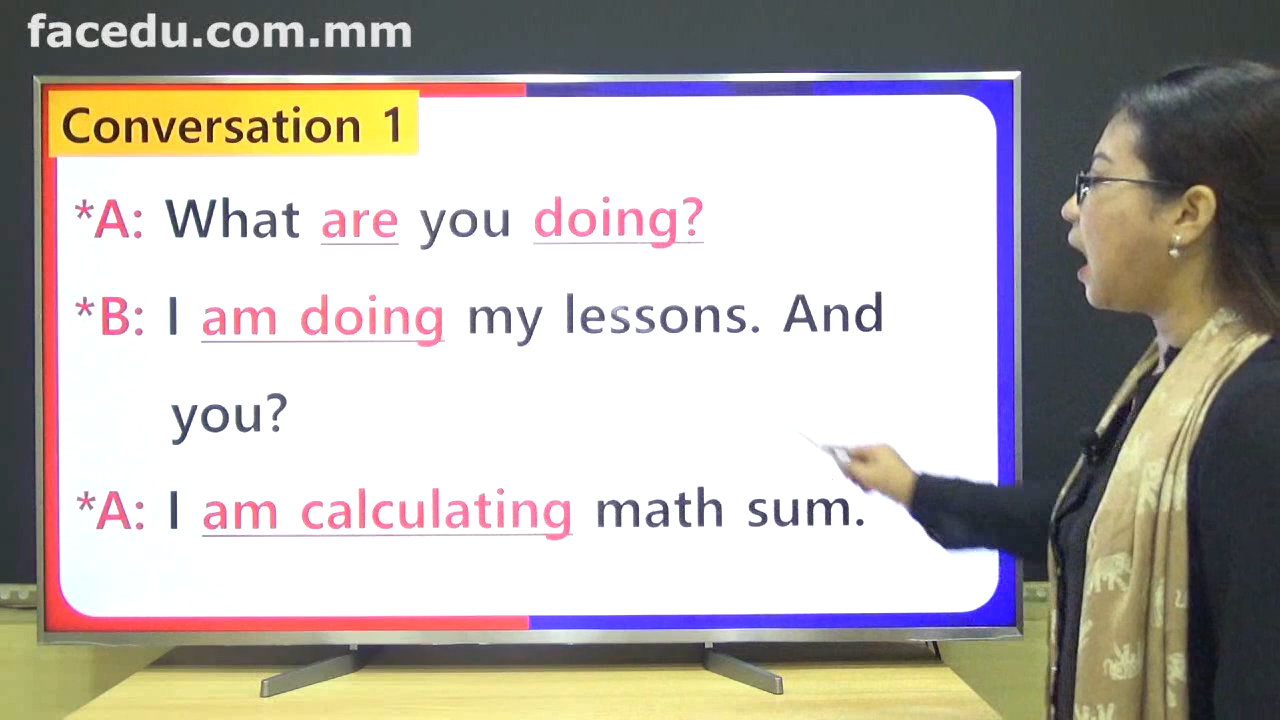 facedu.com.mm
Conversation 1
*A: What are you doing?
*B: I am doing my lessons. And
you?
*A: I am calculating math sum.